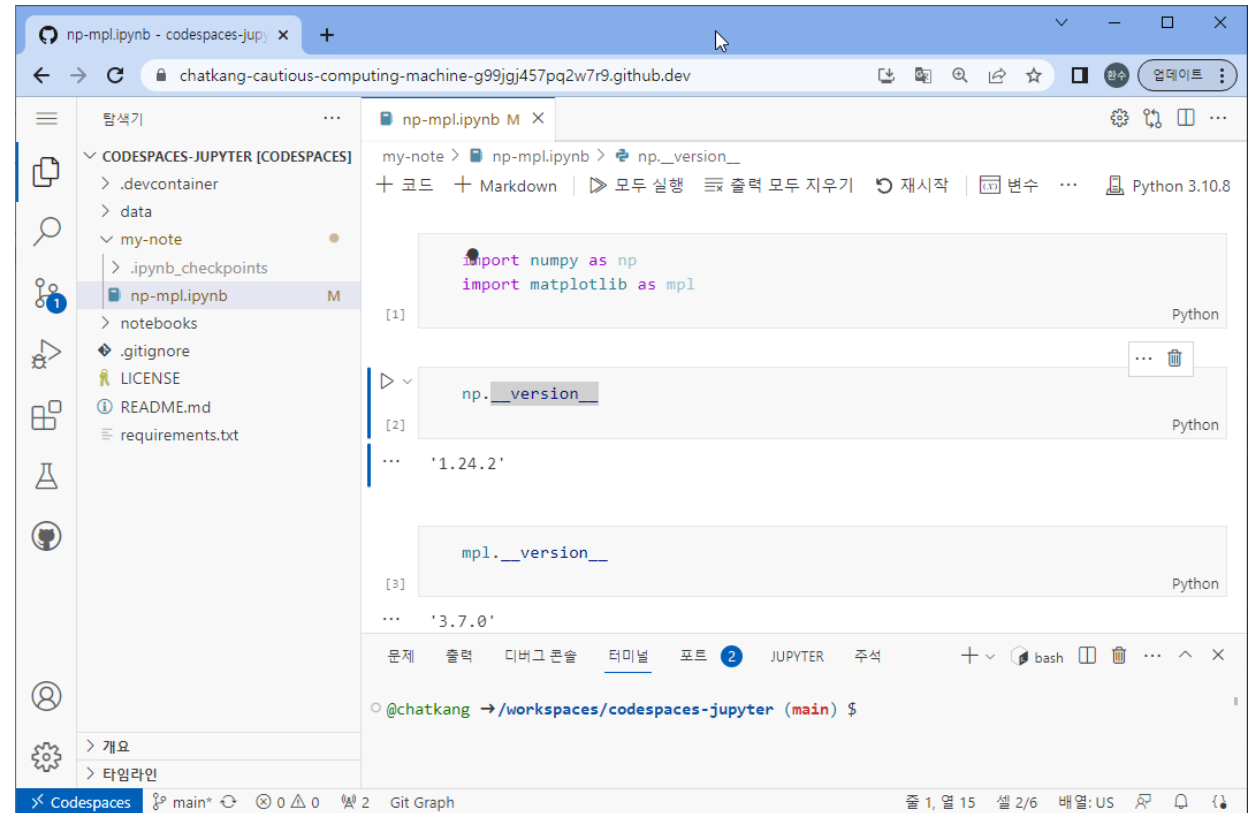 np-mpl.ipynb - codespaces-jupy
chatkang-cautious-computing-machine-g99jgj457pq2w7r9.github.dev
한수
업데이트
탐색기
CODESPACES-JUPYTER [CODESPACES]
.devcontainer
data
my-note
.ipynb_checkpoints
np-mpl.ipynb M
notebooks
.gitignore
LICENSE
README.md
requirements.txt
개요
타임라인
1
np-mpl.ipynb M
my-note > np-mpl.ipynb > np.__version__
코드 Markdown 모두 실행 출력 모두 지우기 재시작 변수 ... Python 3.10.8
import numpy as np
import matplotlib as mpl
[1] Python
np.__version__
[2] Python
... '1.24.2'
mpl.__version__
[3] Python
... '3.7.0'
문제 출력 디버그 콘솔 터미널 포트 2 JUPYTER 주석 bash
@chatkang →/workspaces/codespaces-jupyter (main) $
Codespaces main* 0 0 2 Git Graph 줄 1, 열 15 셀 2/6 배열: US